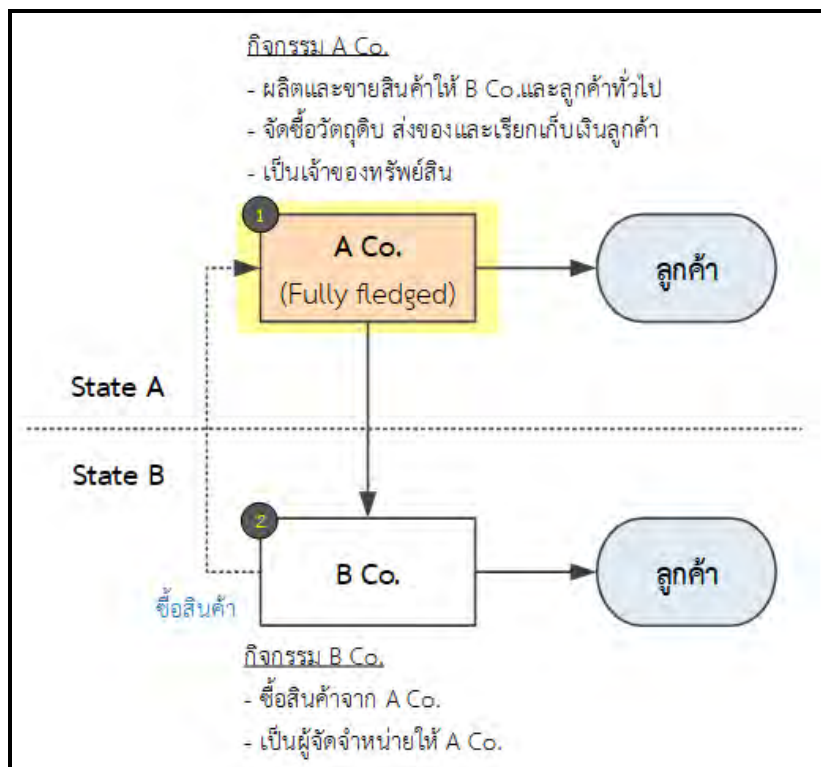 กิจกรรม A Co.
- ผลิตและขายสินค้าให้ B Co.และลูกค้าทั่วไป
- จัดซื้อวัตถุดิบ ส่งของและเรียกเก็บเงินลูกค้า
- เป็นเจ้าของทรัพย์สิน
1
A Co.
(Fully fledged)
ลูกค้า
State A
State B
2
B Co.
ลูกค้า
ซื้อสินค้า
กิจกรรม B Co.
- ซื้อสินค้าจาก A Co.
- เป็นผู้จัดจำหน่ายให้ A Co.